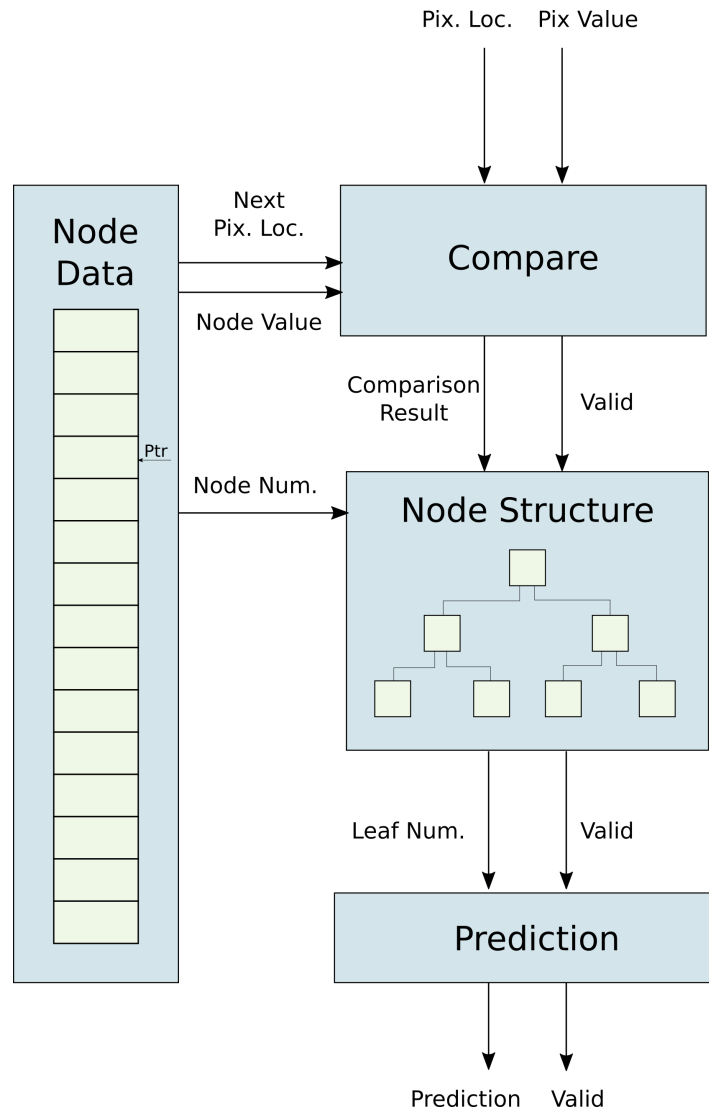 Pix. Loc.
Pix Value
Node
Data
Next
Pix. Loc.
Compare
Node Value
Comparison
Result
Valid
Ptr
Node Num.
Node Structure
Leaf Num.
Valid
Prediction
Prediction
Valid